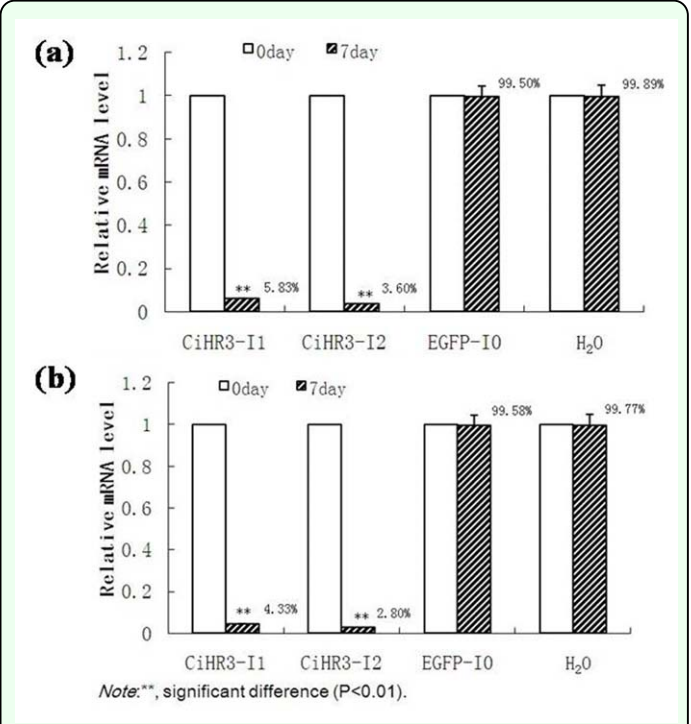 (a)
1.2
0day 7day
1
99.50% 99.89%
0.8
0.6
0.4
0.2
** 5.83% ** 3.60%
0
Relative mRNA level
CiHR3-I1 CiHR3-I2 EGFP-I0 H₂O
(b)
1.2
0day 7day
1
99.58% 99.77%
0.8
0.6
0.4
0.2
** 4.33% ** 2.80%
0
Relative mRNA level
CiHR3-I1 CiHR3-I2 EGFP-I0 H₂O
Note:**, significant difference (P<0.01).